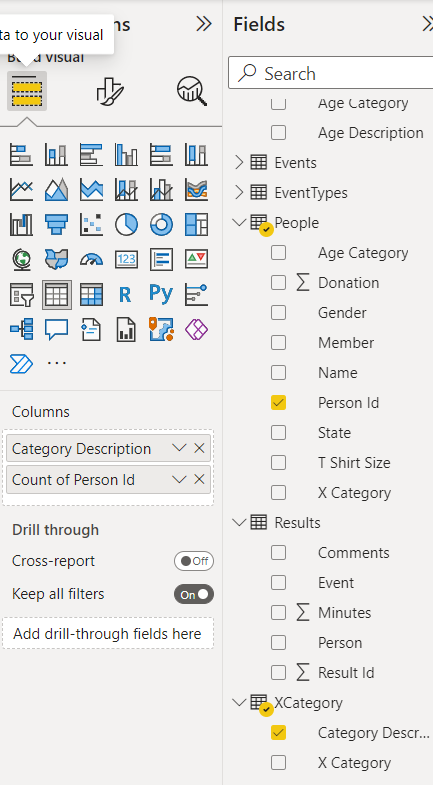 ta to your visual
ns
Build visual
123
R
Py
...
Columns
Category Description
Count of Person Id
Drill through
Cross-report
Off
Keep all filters
On
Add drill-through fields here
Fields
Search
Age Category
Age Description
Events
EventTypes
People
Age Category
Donation
Gender
Member
Name
Person Id
State
T Shirt Size
X Category
Results
Comments
Event
Minutes
Person
Result Id
XCategory
Category Descr...
X Category